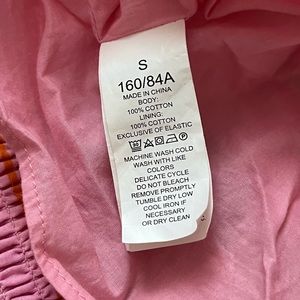 S
160/84A
MADE IN CHINA
BODY:
100% COTTON
LINING:
100% COTTON
EXCLUSIVE OF ELASTIC
MACHINE WASH COLD
WASH WITH LIKE
COLORS
DELICATE CYCLE
DO NOT BLEACH
REMOVE PROMPTLY
TUMBLE DRY LOW
COOL IRON IF
NECESSARY
OR DRY CLEAN